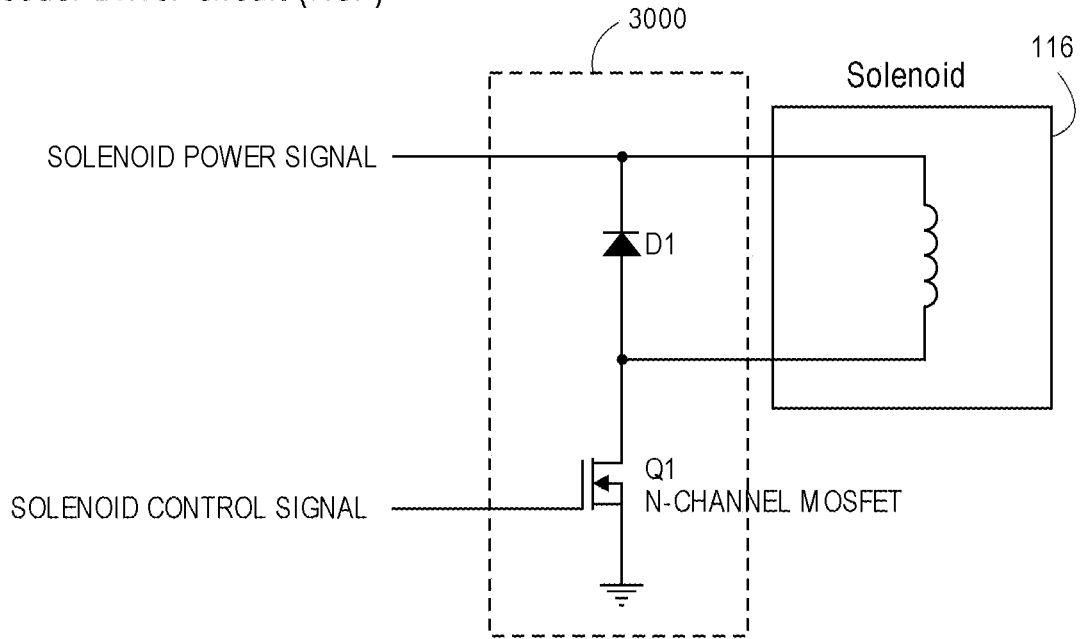 3000
116
Solenoid
SOLENOID POWER SIGNAL
D1
Q1
N-CHANNEL MOSFET
SOLENOID CONTROL SIGNAL